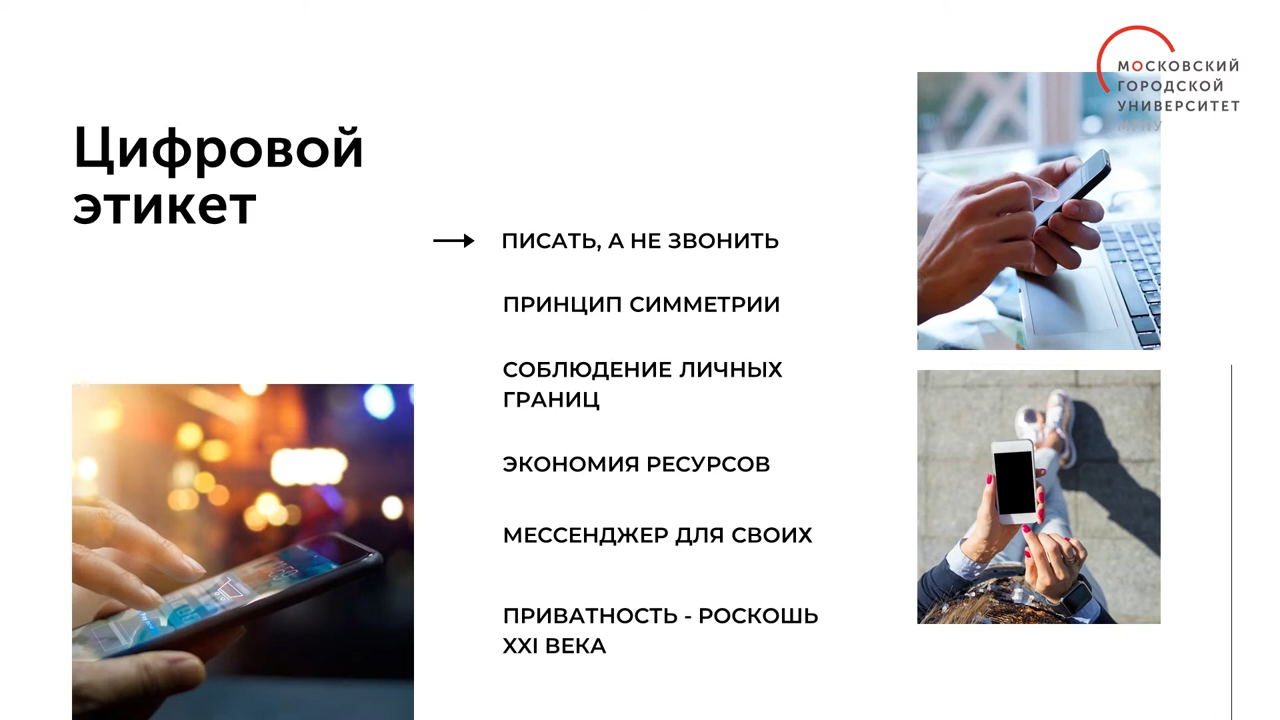 МОСКОВСКИЙ
ГОРОДСКОЙ
УНИВЕРСИТЕТ
МГПУ
Цифровой
этикет
ПИСАТЬ, А НЕ ЗВОНИТЬ
ПРИНЦИП СИММЕТРИИ
СОБЛЮДЕНИЕ ЛИЧНЫХ
ГРАНИЦ
ЭКОНОМИЯ РЕСУРСОВ
МЕССЕНДЖЕР ДЛЯ СВОИХ
ПРИВАТНОСТЬ - РОСКОШЬ
XXI ВЕКА